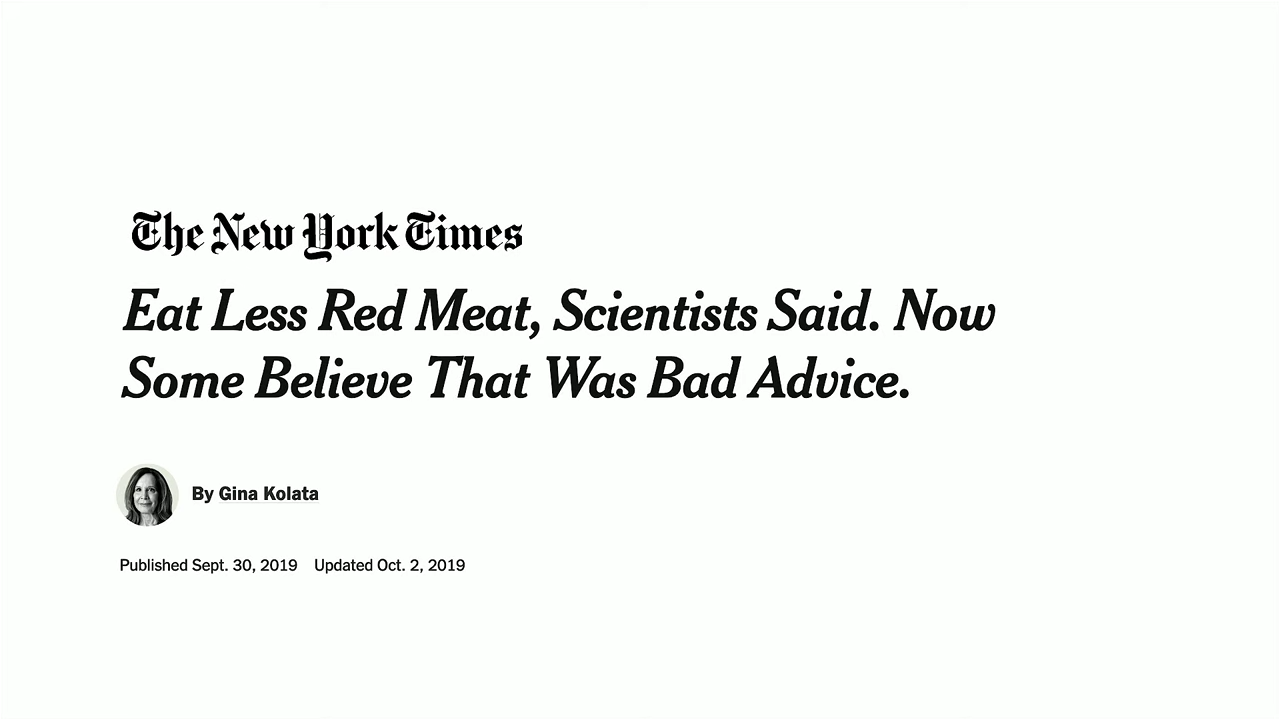 The New York Times
Eat Less Red Meat, Scientists Said. Now
Some Believe That Was Bad Advice.
By Gina Kolata
Published Sept. 30, 2019 Updated Oct. 2, 2019